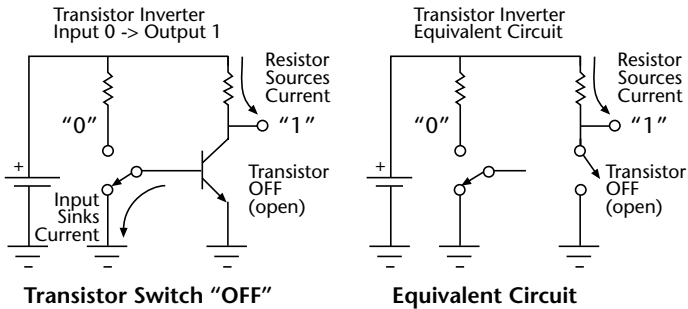 Transistor Inverter
Input 0 -> Output 1
Resistor
Sources
Current
"0"
"1"
+
Input
Sinks
Current
Transistor
OFF
(open)
Transistor Switch "OFF"
Transistor Inverter
Equivalent Circuit
Resistor
Sources
Current
"0"
"1"
+
Transistor
OFF
(open)
Equivalent Circuit